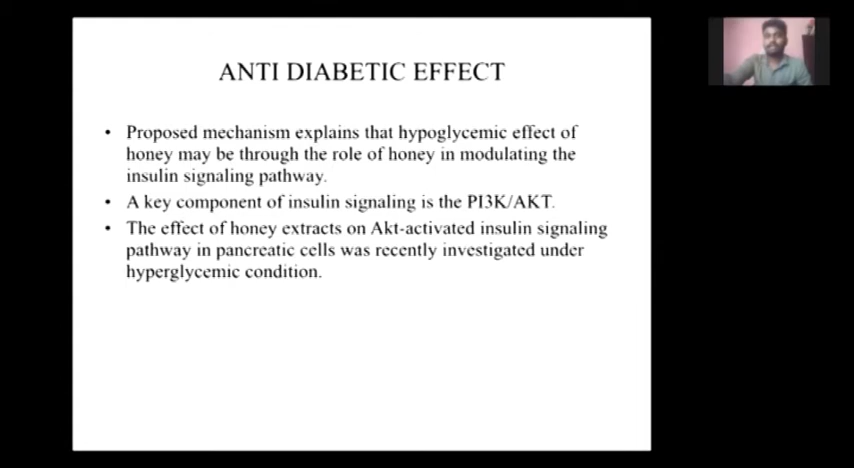 ANTI DIABETIC EFFECT
• Proposed mechanism explains that hypoglycemic effect of
honey may be through the role of honey in modulating the
insulin signaling pathway.
• A key component of insulin signaling is the PI3K/AKT.
• The effect of honey extracts on Akt-activated insulin signaling
pathway in pancreatic cells was recently investigated under
hyperglycemic condition.